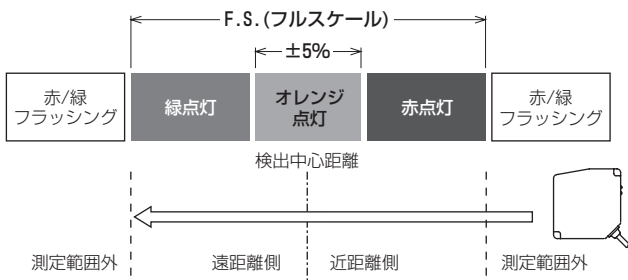 F.S.(フルスケール)
±5%
赤/緑
フラッシング
緑点灯
オレンジ
点灯
赤点灯
赤/緑
フラッシング
検出中心距離
測定範囲外
遠距離側
近距離側
測定範囲外